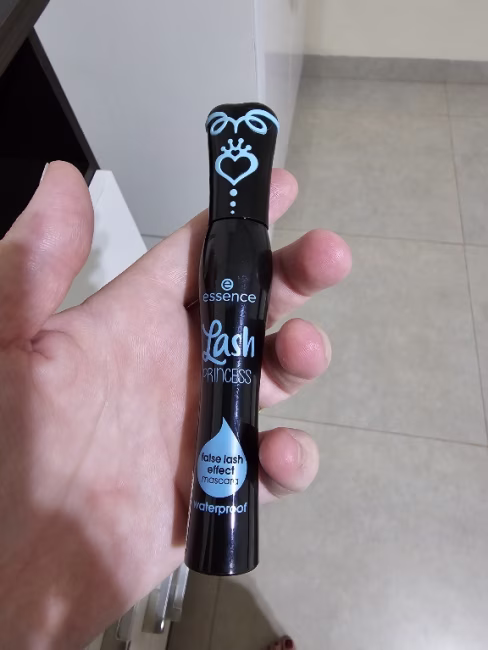 essence
Lash
PRINCESS
false lash
effect
mascara
waterproof